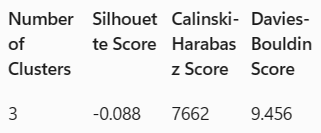 Number Silhouet Calinski- Davies-
of te Score Harabas Bouldin
Clusters z Score Score
3 -0.088 7662 9.456